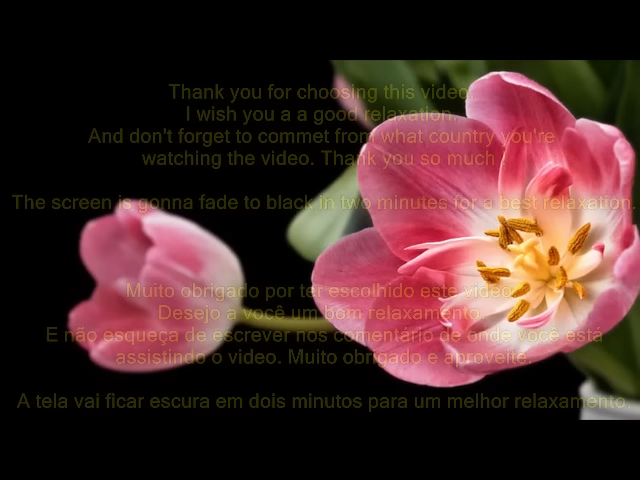 Thank you for choosing this video.
I wish you a a good relaxation
And don't forget to commet from what country you're
watching the video. Thank you so much
The screen is gonna fade to black in two minutes for a best relaxation.
Muito obrigado por ter escolhido este vídeo
Desejo a você um bom relaxamento
E não esqueça de escrever nos comentário de onde você está
assistindo o video. Muito obrigado e aproveite
A tela vai ficar escura em dois minutos para um melhor relaxamento